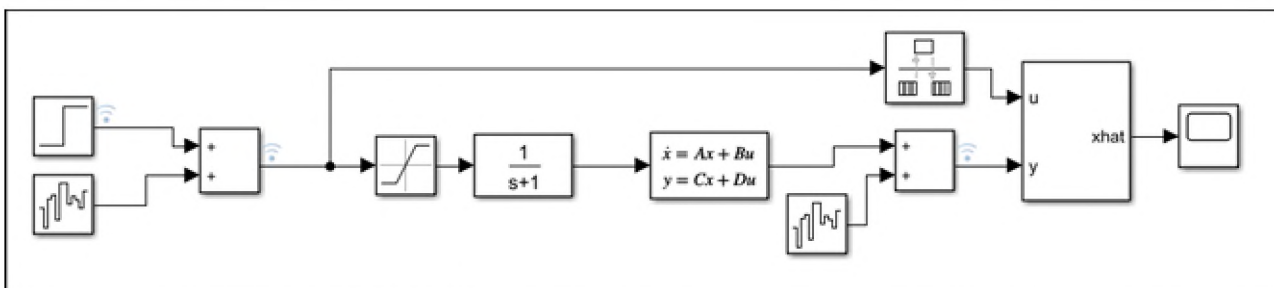 +
+
1
s+1
ẋ = Ax + Bu
y = Cx + Du
+
+
u
y
xhat